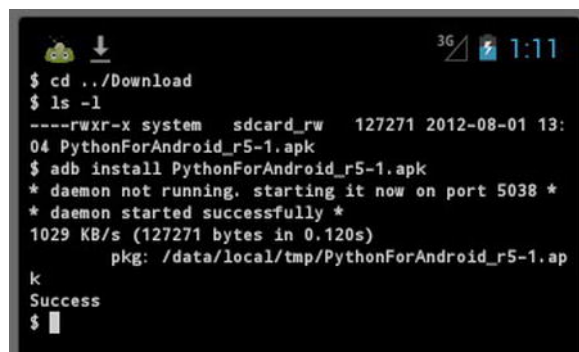 3G 1:11
$ cd ../Download
$ ls -l
----rwxr-x system   sdcard_rw   127271 2012-08-01 13:
04 PythonForAndroid_r5-1.apk
$ adb install PythonForAndroid_r5-1.apk
* daemon not running. starting it now on port 5038 *
* daemon started successfully *
1029 KB/s (127271 bytes in 0.120s)
        pkg: /data/local/tmp/PythonForAndroid_r5-1.ap
k
Success
$